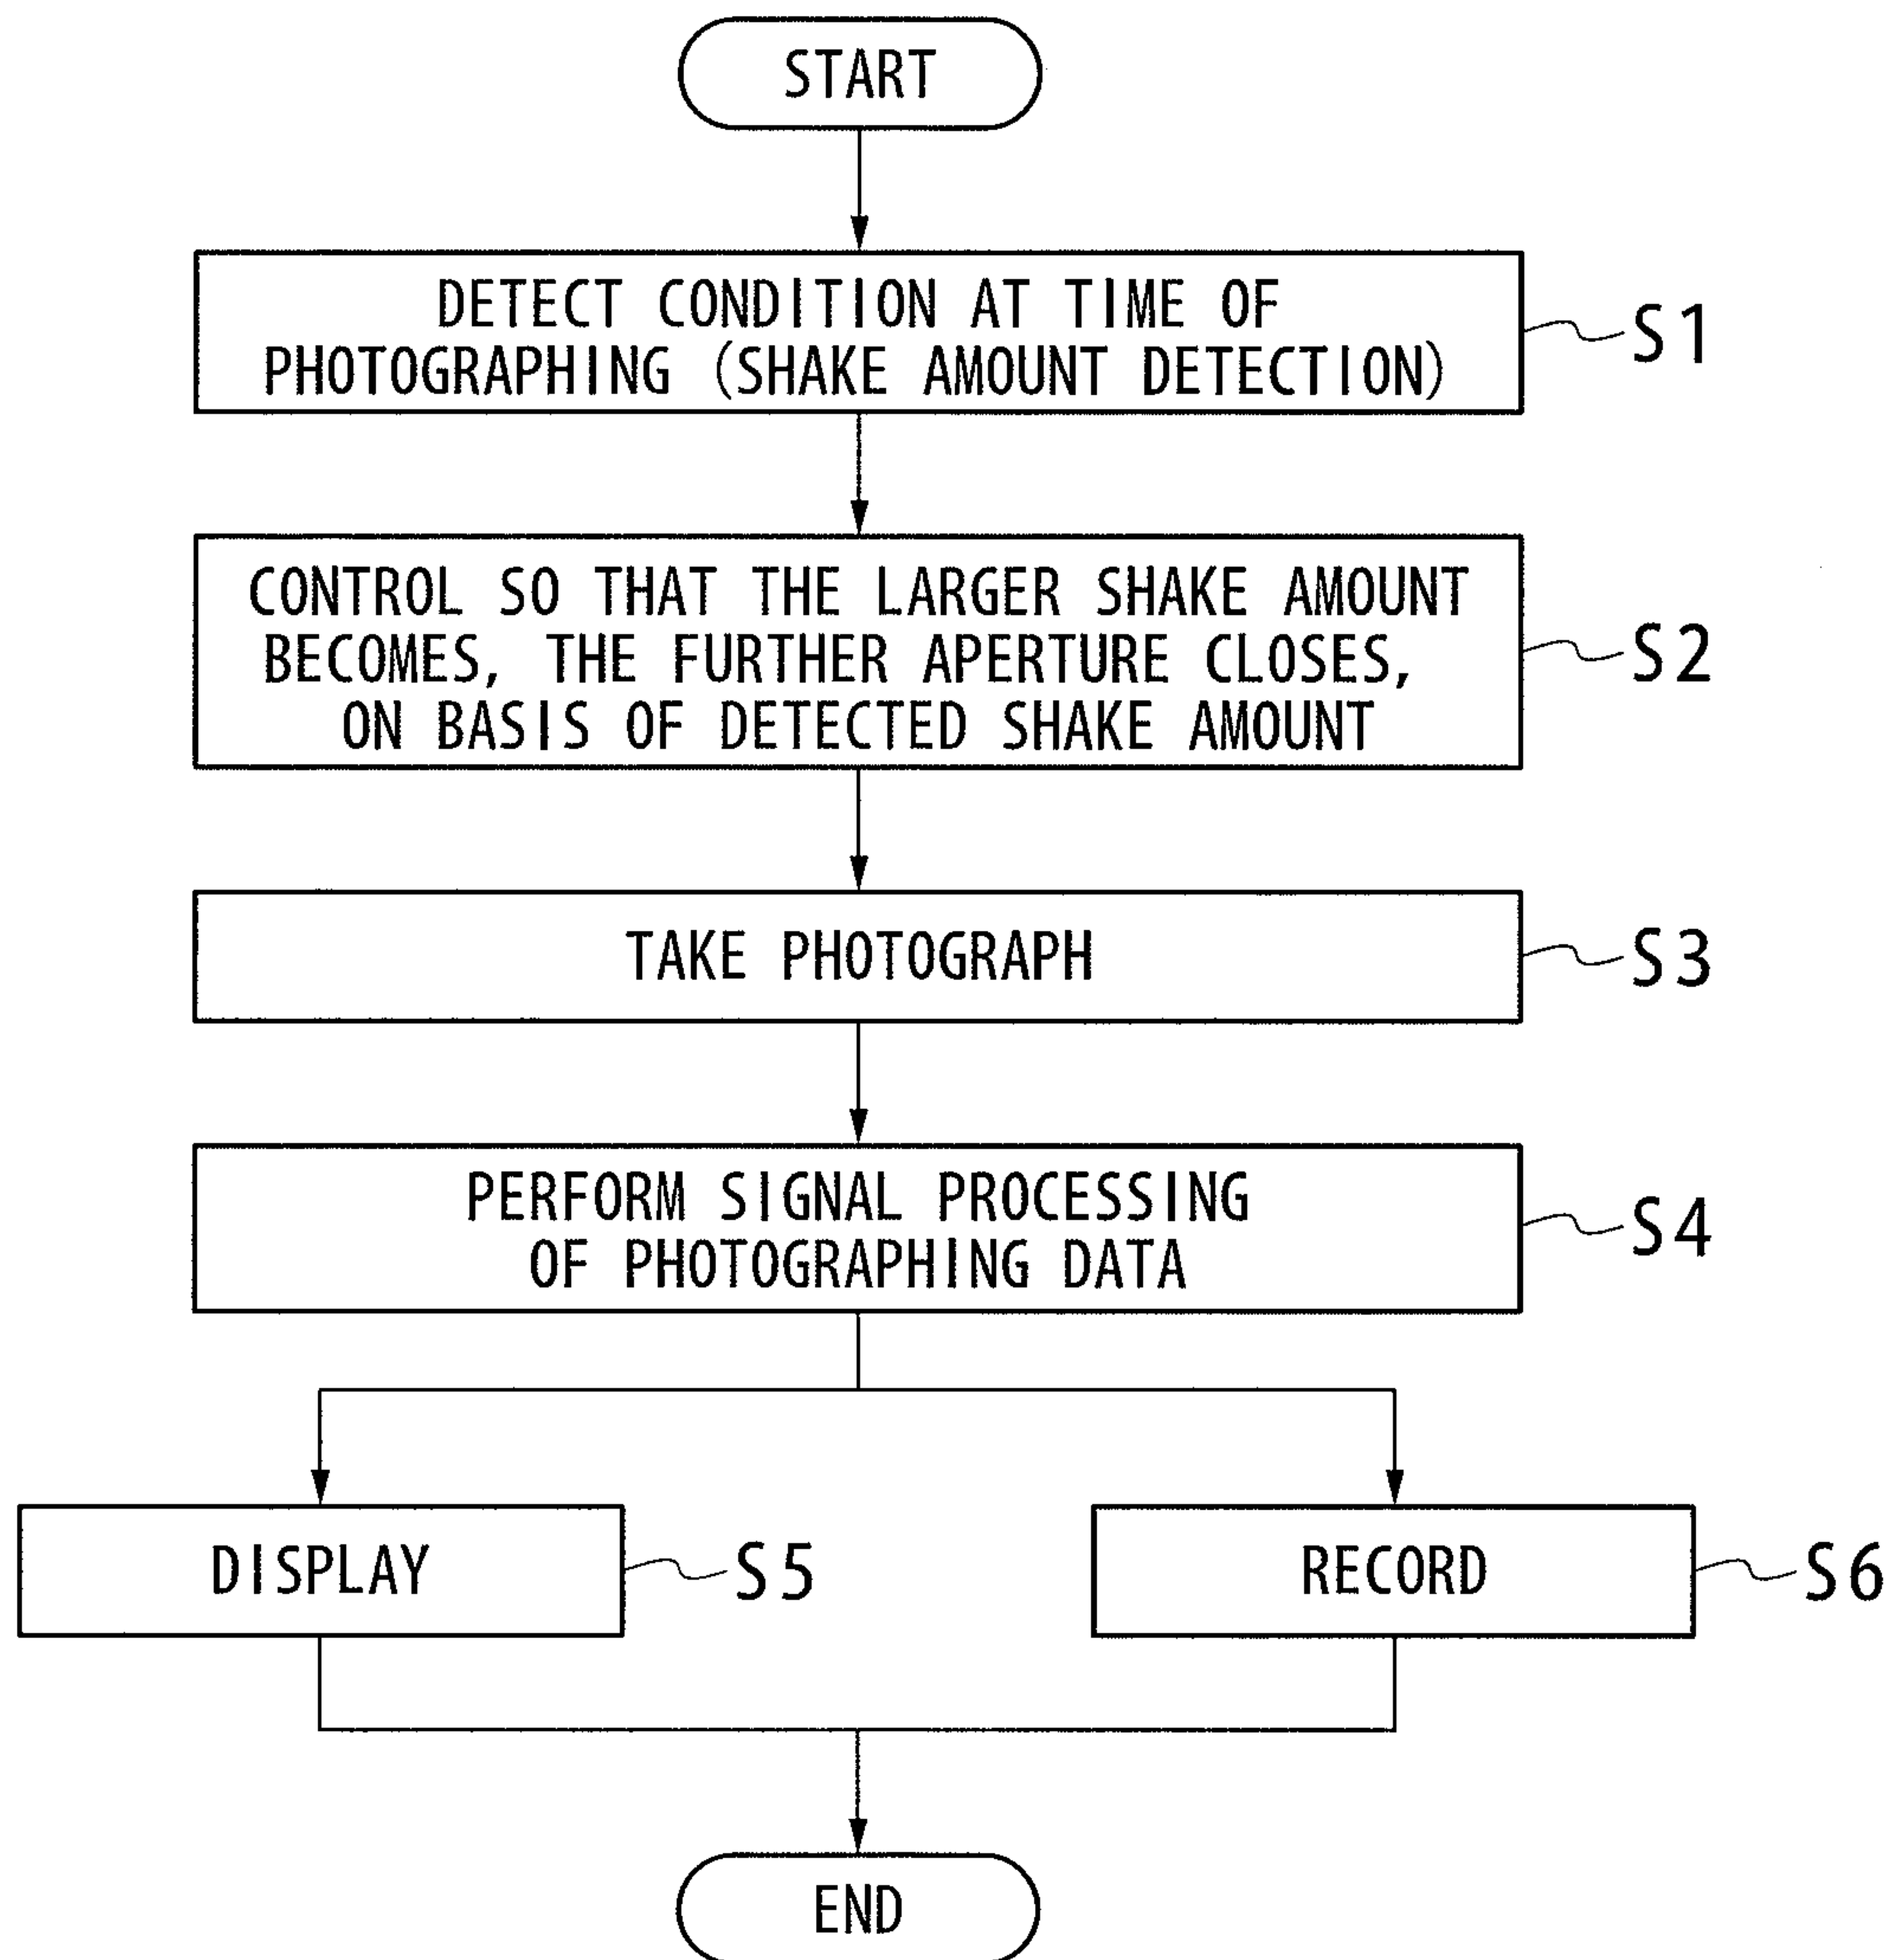 START
DETECT CONDITION AT TIME OF
PHOTOGRAPHING (SHAKE AMOUNT DETECTION)
S1
CONTROL SO THAT THE LARGER SHAKE AMOUNT
BECOMES, THE FURTHER APERTURE CLOSES,
ON BASIS OF DETECTED SHAKE AMOUNT
S2
TAKE PHOTOGRAPH
S3
PERFORM SIGNAL PROCESSING
OF PHOTOGRAPHING DATA
S4
DISPLAY
S5
RECORD
S6
END